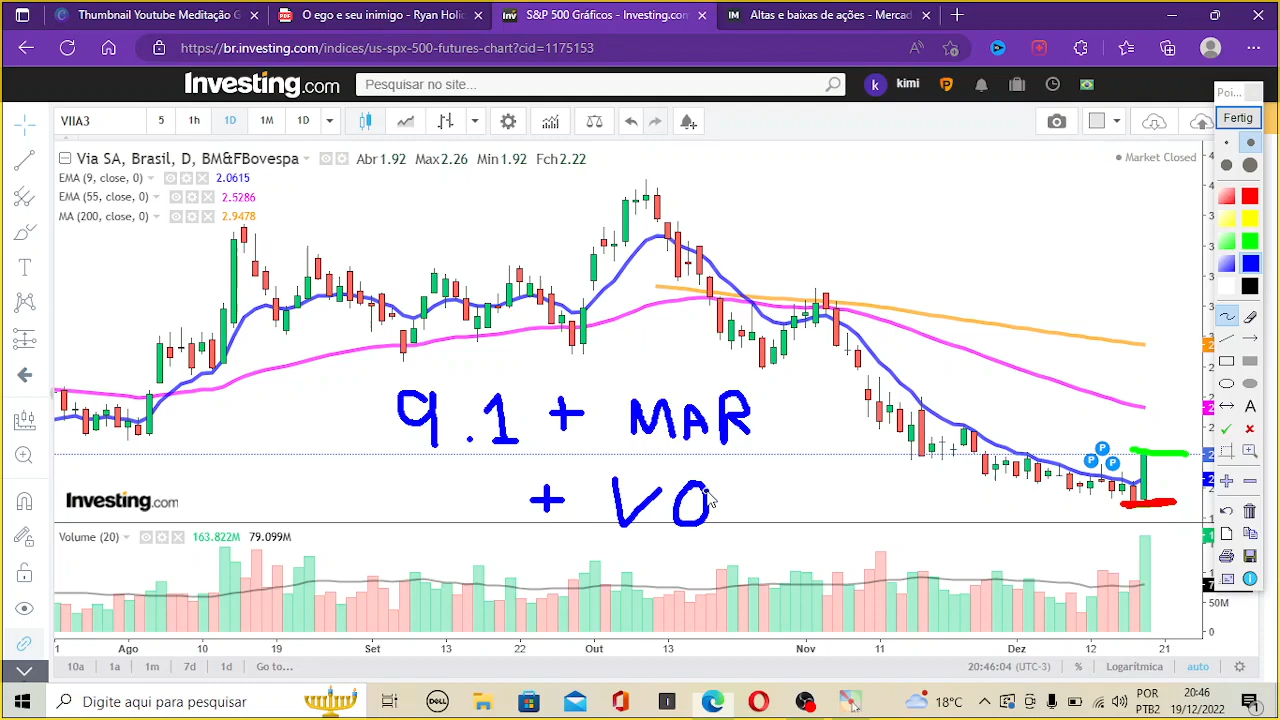 Thumbnail Youtube Meditação G
O ego e seu inimigo - Ryan Holic
S&P 500 Gráficos - Investing.com
Altas e baixas de ações - Mercad
https://br.investing.com/indices/us-spx-500-futures-chart?cid=1175153
Investing.com
Pesquisar no site...
k
kimi
VIIA3
5
1h
1D
1M
1D
Via SA, Brasil, D, BM&FBovespa
Abr 1.92 Max 2.26 Min 1.92 Fch 2.22
Market Closed
EMA (9, close, 0) 2.0615
EMA (55, close, 0) 2.5286
MA (200, close, 0) 2.9478
Poi...
Fertig
9.1 + MAR
+ VO
P
P
P
Investing.com
Volume (20) 163.822M 79.099M
50M
0
Ago 10 19 Set 13 22 Out 13 Nov 11 Dez 12 21
10a 1a 1m 7d 1d Go to...
20:46:04 (UTC-3) % Logarítmica auto
Digite aqui para pesquisar
DELL
18°C
POR
PTB2
20:46
19/12/2022